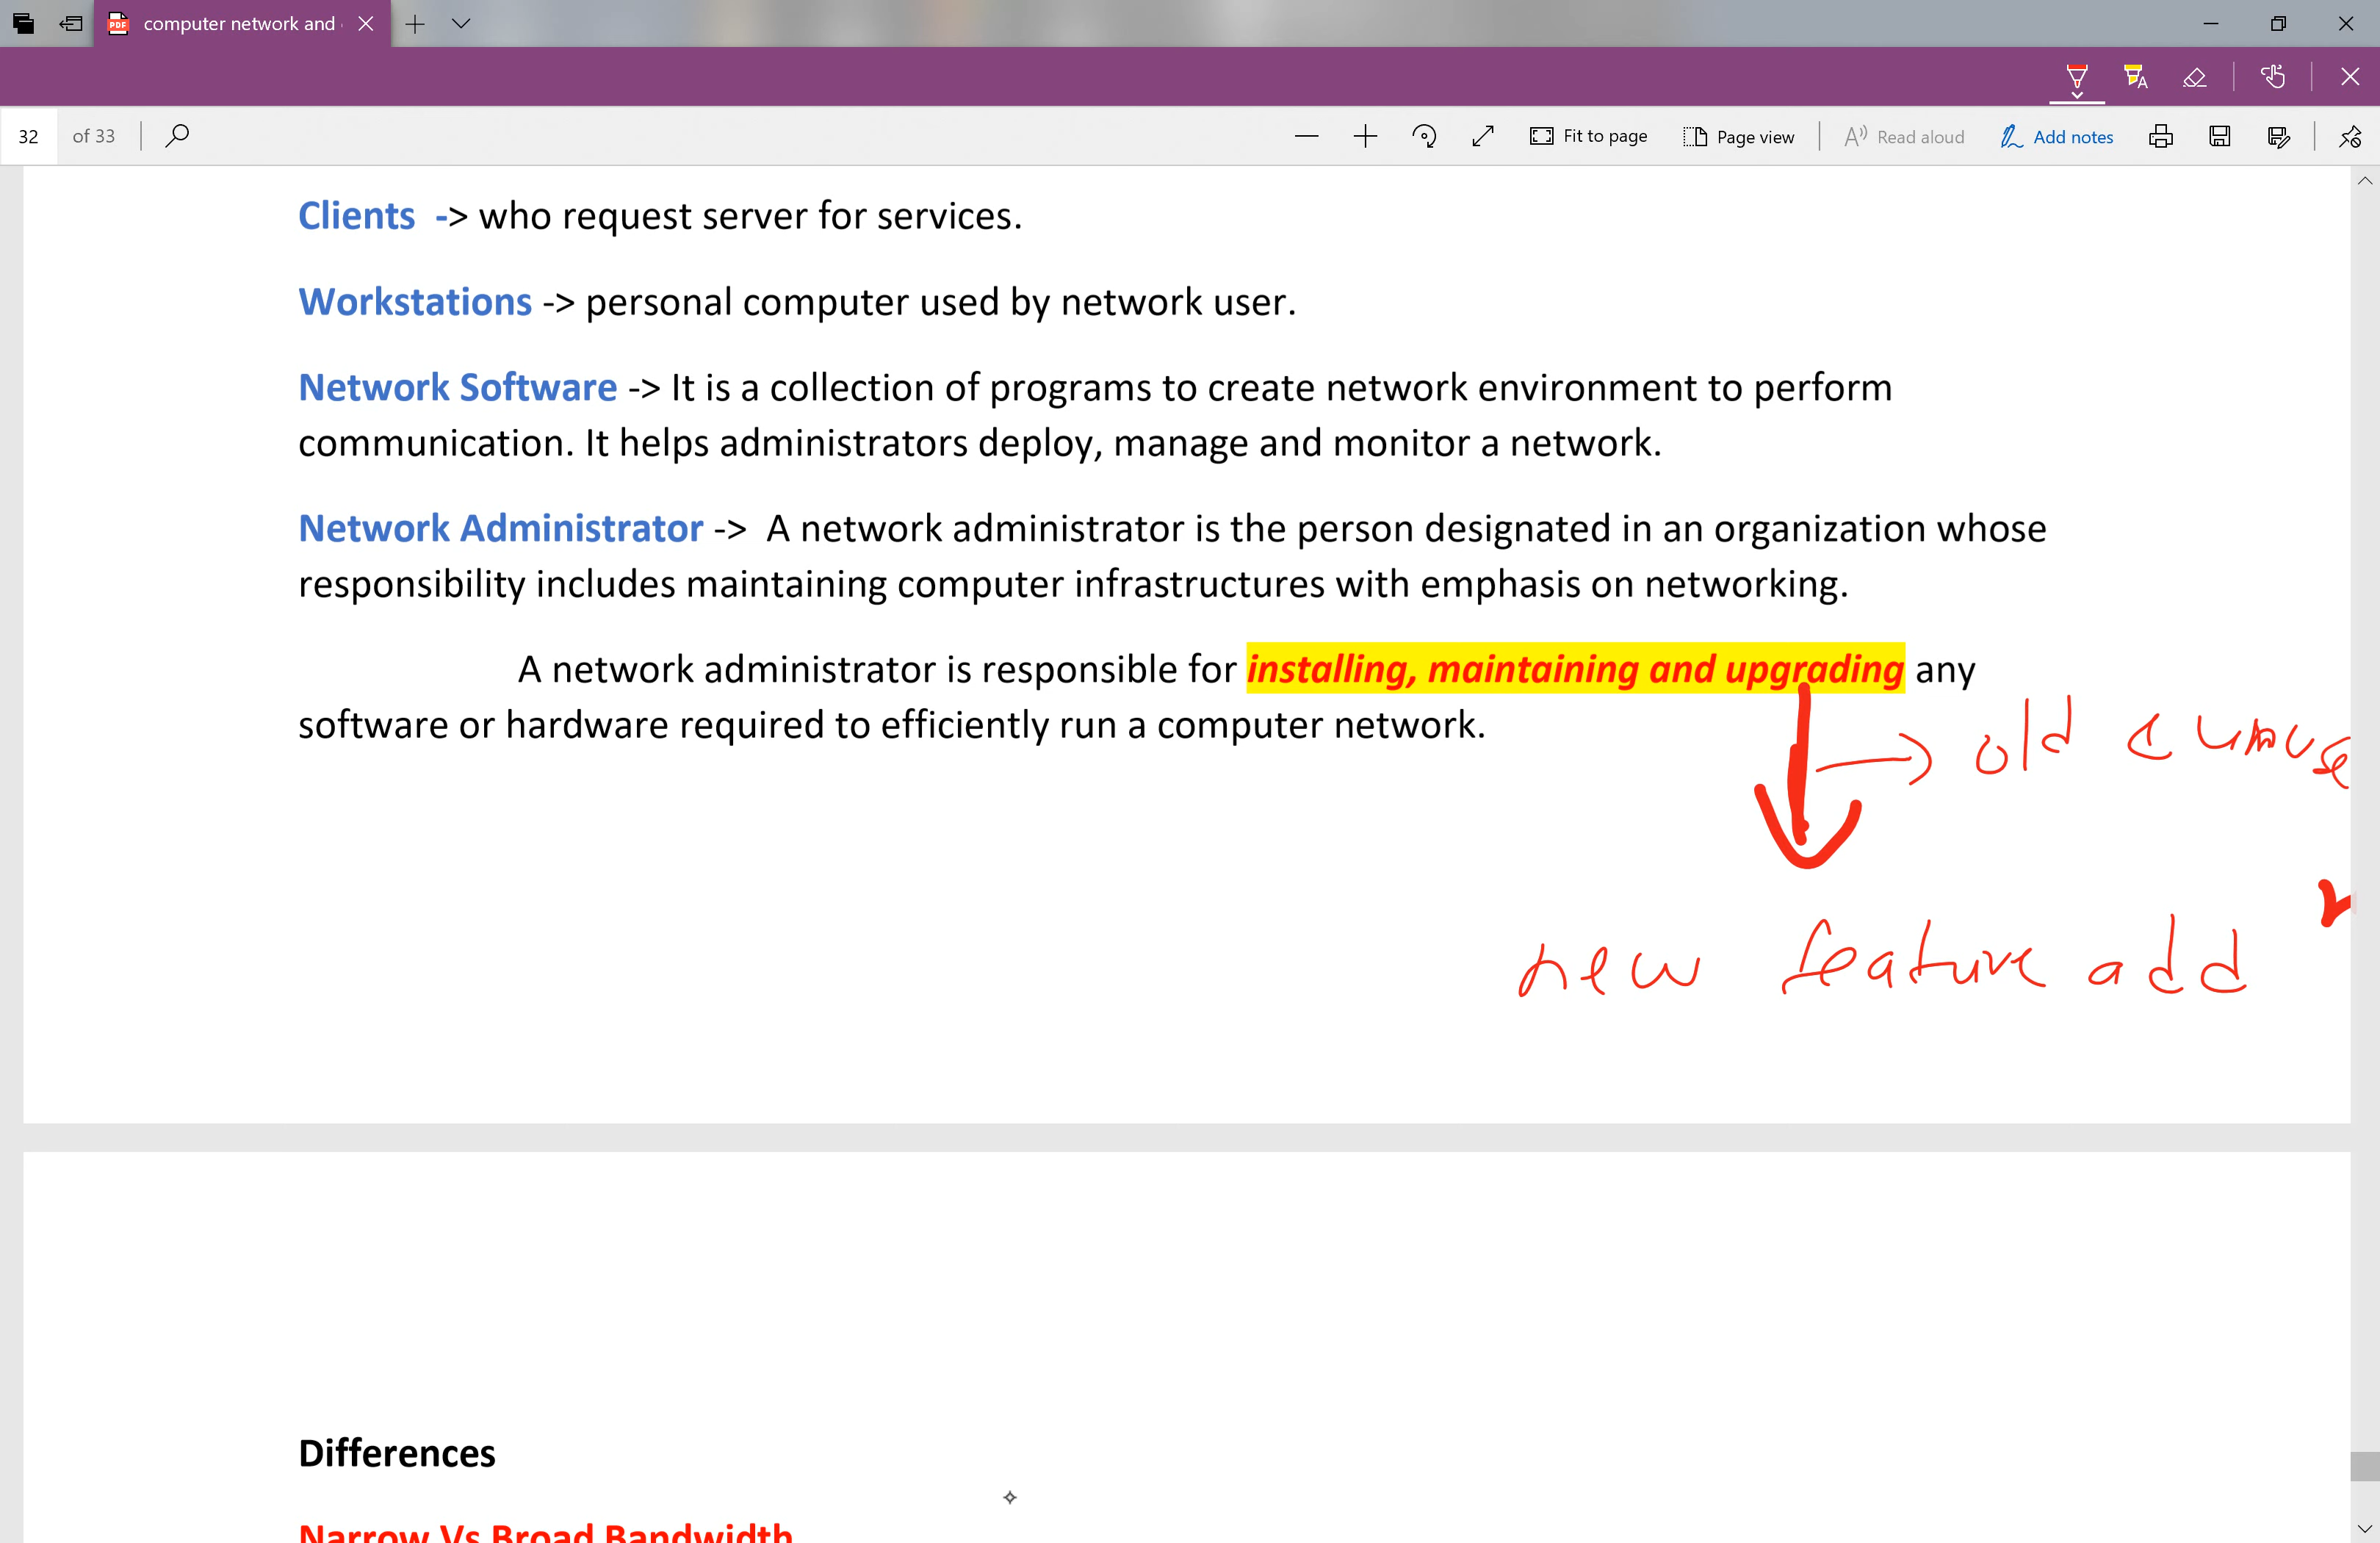 computer network and
32 of 33 Fit to page Page view Read aloud Add notes
Clients -> who request server for services.
Workstations -> personal computer used by network user.
Network Software -> It is a collection of programs to create network environment to perform
communication. It helps administrators deploy, manage and monitor a network.
Network Administrator -> A network administrator is the person designated in an organization whose
responsibility includes maintaining computer infrastructures with emphasis on networking.
A network administrator is responsible for installing, maintaining and upgrading any
software or hardware required to efficiently run a computer network.
old
new feature add
Differences
Narrow Vs Broad Bandwidth